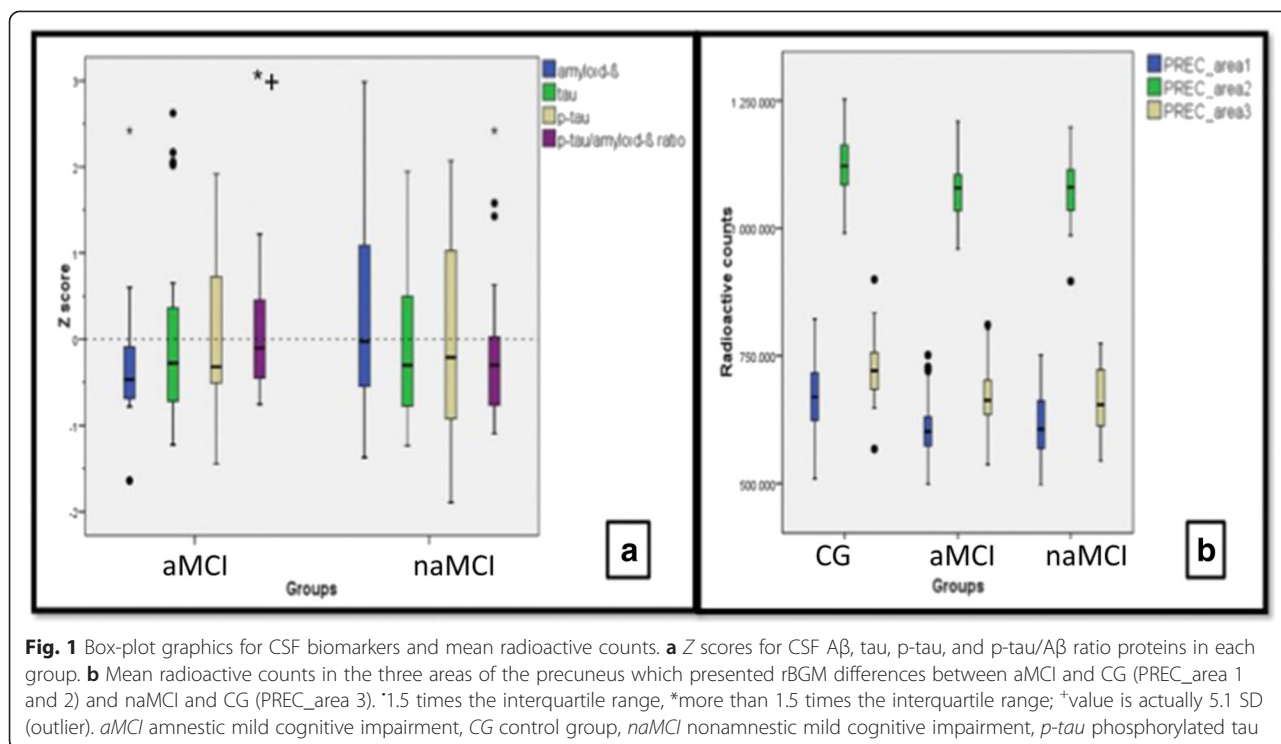 amyloid-ß
tau
p-tau
p-tau/amyloid-ß ratio
*+
*
*
3
2
1
0
-1
-2
Z score
aMCI naMCI
Groups
a
PREC_area1
PREC_area2
PREC_area3
1.250.000
1.000.000
750.000
500.000
Radioactive counts
CG aMCI naMCI
Groups
b
Fig. 1 Box-plot graphics for CSF biomarkers and mean radioactive counts. a Z scores for CSF Aβ, tau, p-tau, and p-tau/Aβ ratio proteins in each
group. b Mean radioactive counts in the three areas of the precuneus which presented rBGM differences between aMCI and CG (PREC_area 1
and 2) and naMCI and CG (PREC_area 3). ˙1.5 times the interquartile range, *more than 1.5 times the interquartile range; +value is actually 5.1 SD
(outlier). aMCI amnestic mild cognitive impairment, CG control group, naMCI nonamnestic mild cognitive impairment, p-tau phosphorylated tau